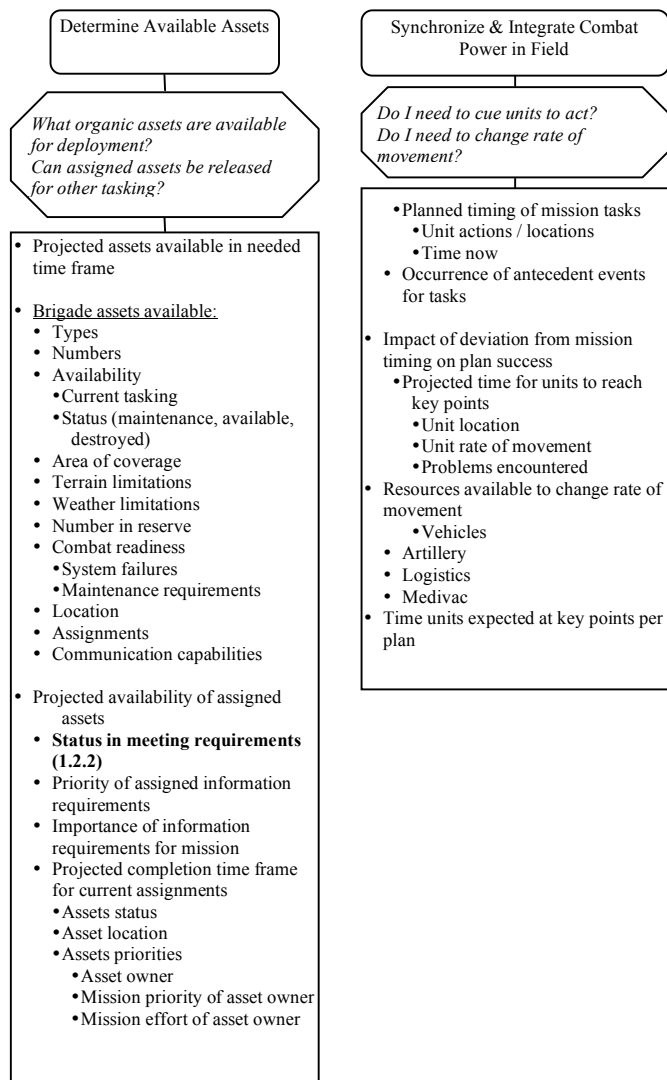 Determine Available Assets
What organic assets are available
for deployment?
Can assigned assets be released
for other tasking?
• Projected assets available in needed
time frame
• Brigade assets available:
• Types
• Numbers
• Availability
•Current tasking
•Status (maintenance, available,
destroyed)
• Area of coverage
• Terrain limitations
• Weather limitations
• Number in reserve
• Combat readiness
•System failures
•Maintenance requirements
• Location
• Assignments
• Communication capabilities
• Projected availability of assigned
assets
• Status in meeting requirements
(1.2.2)
• Priority of assigned information
requirements
• Importance of information
requirements for mission
• Projected completion time frame
for current assignments
•Assets status
•Asset location
•Assets priorities
•Asset owner
•Mission priority of asset owner
•Mission effort of asset owner
Synchronize & Integrate Combat
Power in Field
Do I need to cue units to act?
Do I need to change rate of
movement?
•Planned timing of mission tasks
•Unit actions / locations
•Time now
• Occurrence of antecedent events
for tasks
• Impact of deviation from mission
timing on plan success
•Projected time for units to reach
key points
•Unit location
•Unit rate of movement
•Problems encountered
• Resources available to change rate of
movement
•Vehicles
• Artillery
• Logistics
• Medivac
• Time units expected at key points per
plan